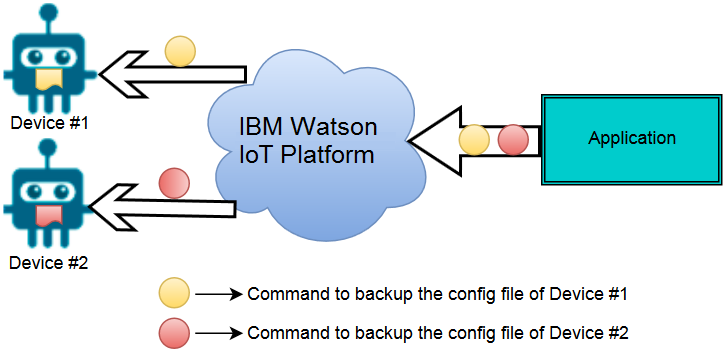 Device #1
IBM Watson
IoT Platform
Application
Device #2
Command to backup the config file of Device #1
Command to backup the config file of Device #2